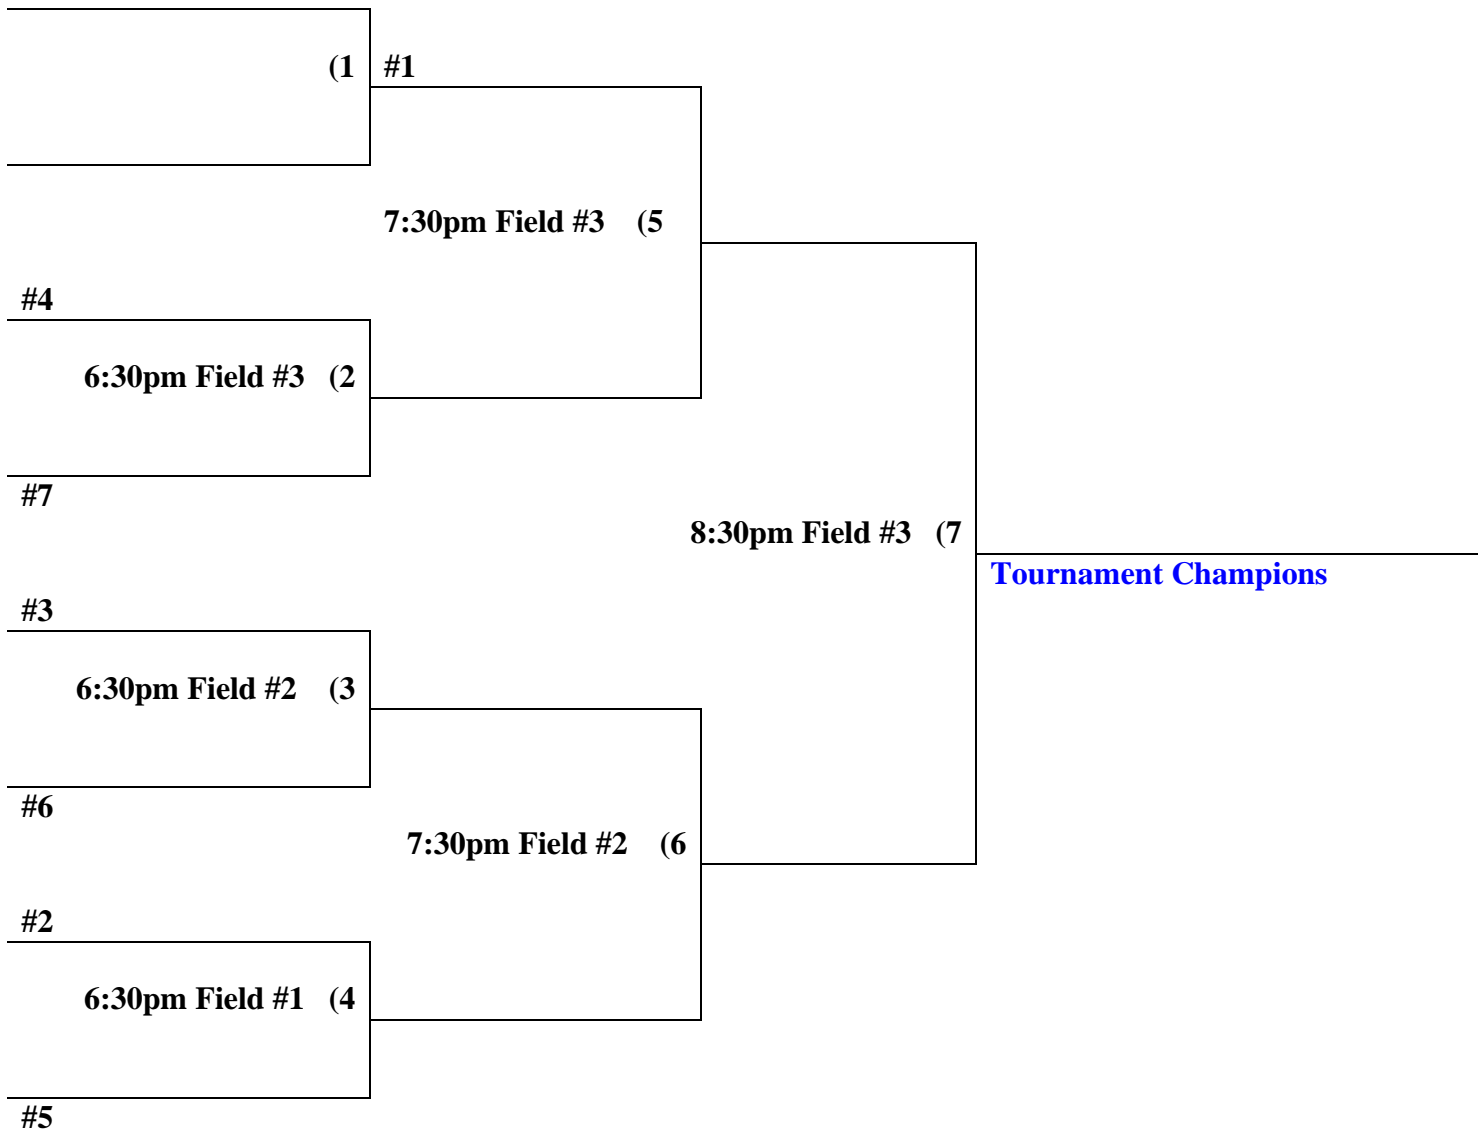 (1 #1
7:30pm Field #3 (5
#4
6:30pm Field #3 (2
#7
8:30pm Field #3 (7
Tournament Champions
#3
6:30pm Field #2 (3
#6
7:30pm Field #2 (6
#2
6:30pm Field #1 (4
#5